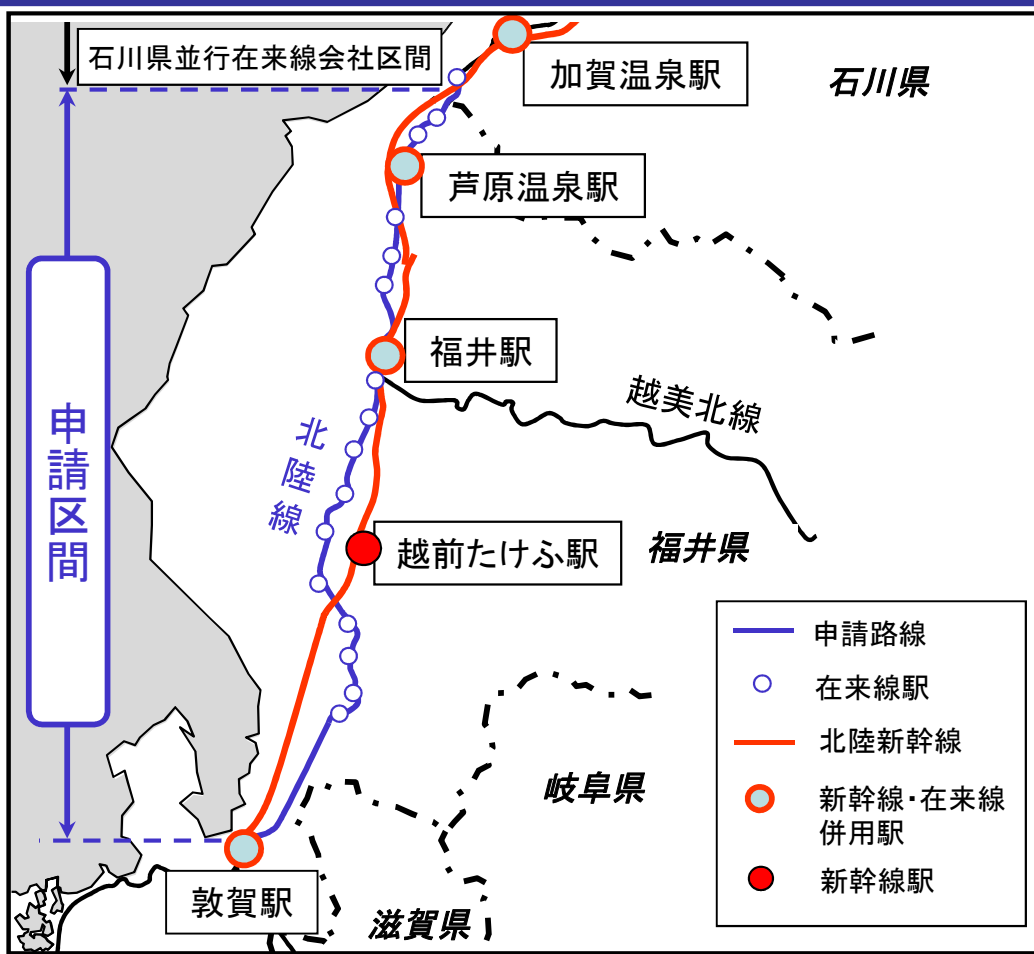 石川県並行在来線会社区間
加賀温泉駅
石川県
芦原温泉駅
福井駅
越美北線
申請区間
北陸線
越前たけふ駅
福井県
申請路線
在来線駅
北陸新幹線
新幹線・在来線
併用駅
新幹線駅
岐阜県
敦賀駅
滋賀県